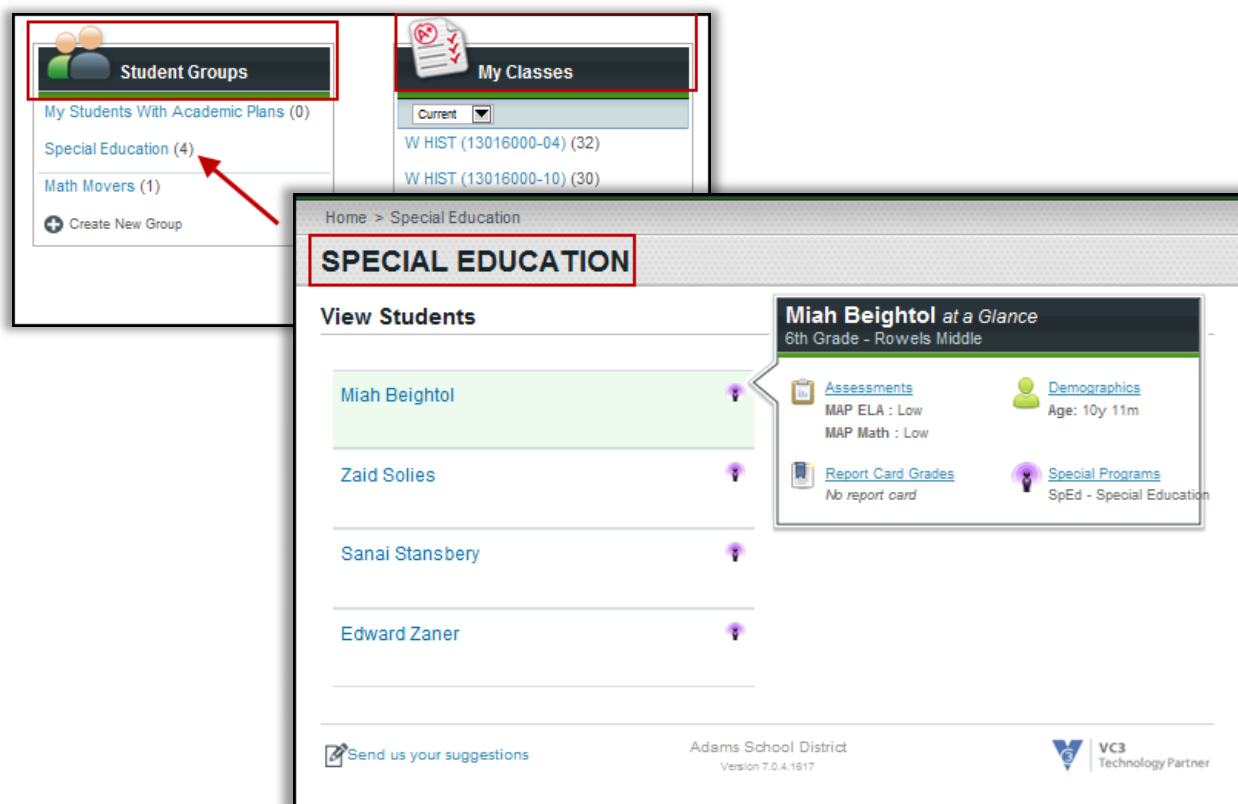 Student Groups
My Students With Academic Plans (0)
Special Education (4)
Math Movers (1)
Create New Group
A+
My Classes
Current
W HIST (13016000-04) (32)
W HIST (13016000-10) (30)
Home > Special Education
SPECIAL EDUCATION
View Students
Miah Beightol
Zaid Solies
Sanai Stansbery
Edward Zaner
Miah Beightol at a Glance
6th Grade - Rowels Middle
Assessments
MAP ELA : Low
MAP Math : Low
Demographics
Age: 10y 11m
Report Card Grades
No report card
Special Programs
SpEd - Special Education
Send us your suggestions
Adams School District
Version 7.0.4.1617
V3
VC3
Technology Partner